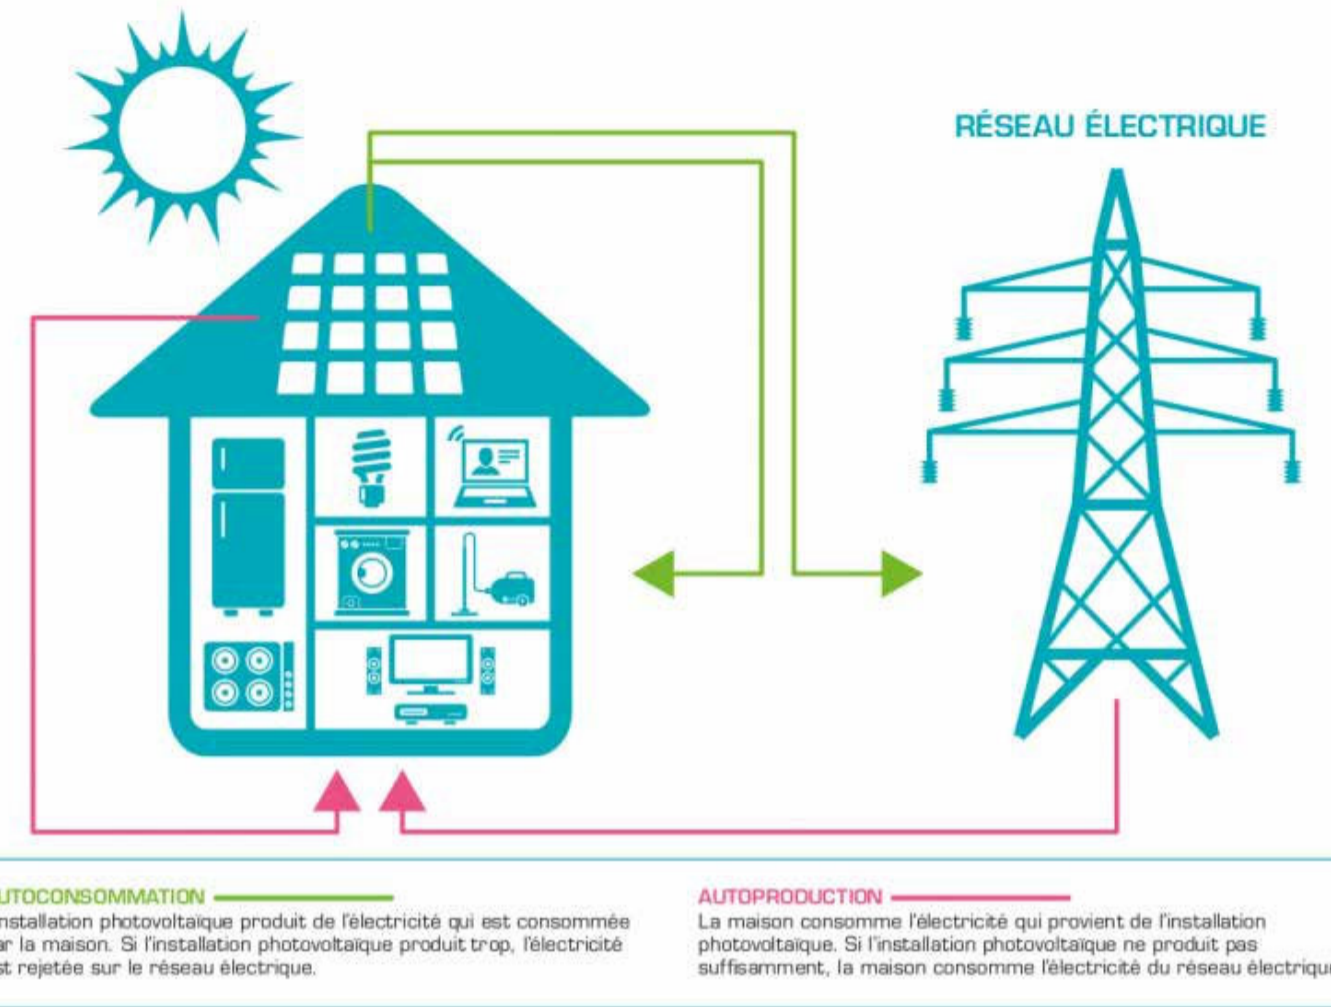 RÉSEAU ÉLECTRIQUE
UTOCONSOMMATION
nstallation photovoltaïque produit de l'électricité qui est consommée
ar la maison. Si l'installation photovoltaïque produit trop, l'électricité
st rejetée sur le réseau électrique.
AUTOPRODUCTION
La maison consomme l'électricité qui provient de l'installation
photovoltaïque. Si l'installation photovoltaïque ne produit pas
suffisamment, la maison consomme l'électricité du réseau électriqu